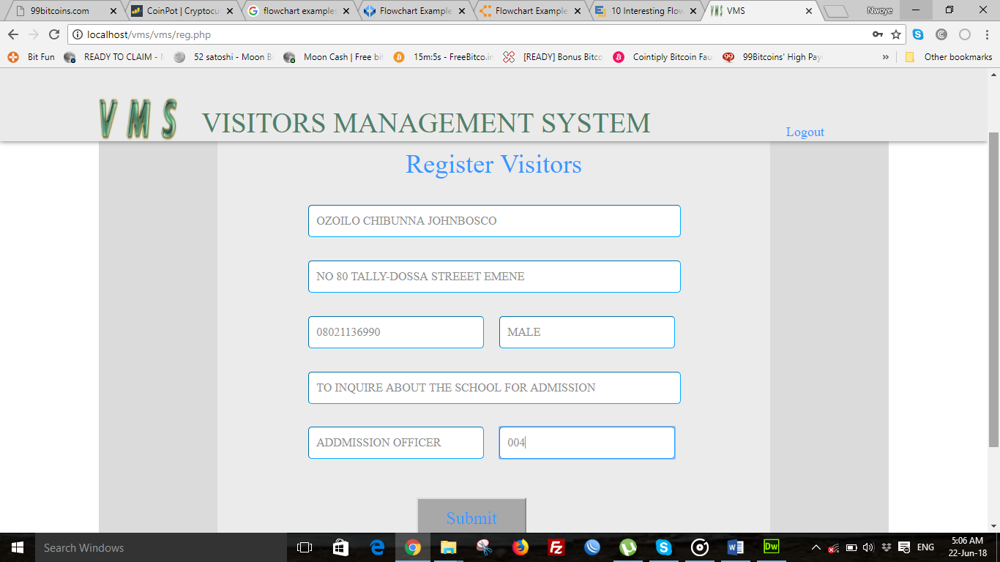 99bitcoins.com
CoinPot | Cryptocu
flowchart example
Flowchart Example
Flowchart Example
10 Interesting Flow
VMS
Nwoye
localhost/vms/vms/reg.php
Bit Fun
READY TO CLAIM -
52 satoshi - Moon B
Moon Cash | Free bit
15m:5s - FreeBitco.in
[READY] Bonus Bitco
Cointiply Bitcoin Fau
99Bitcoins' High Pay
»
Other bookmarks
VMS
VISITORS MANAGEMENT SYSTEM
Logout
Register Visitors
OZOILO CHIBUNNA JOHNBOSCO
NO 80 TALLY-DOSSA STREEET EMENE
08021136990
MALE
TO INQUIRE ABOUT THE SCHOOL FOR ADMISSION
ADDMISSION OFFICER
004
Submit
Search Windows
ENG
5:06 AM
22-Jun-18